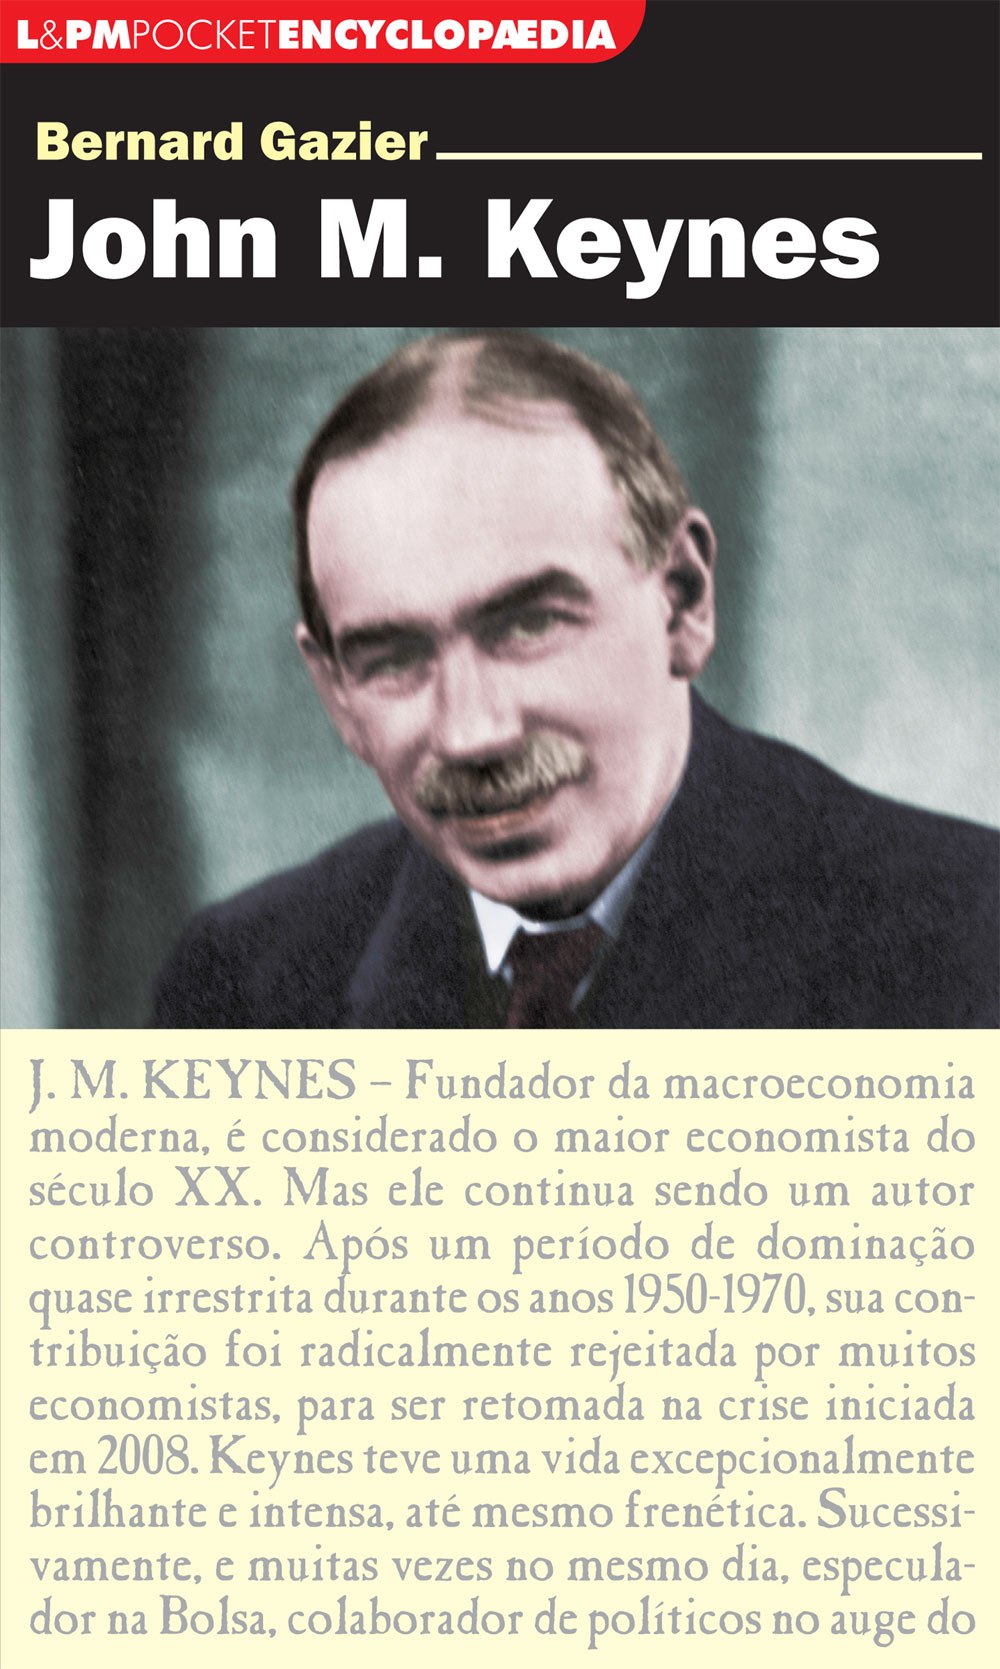 L&PMPOCKETENCYCLOPÆDIA
Bernard Gazier
John M. Keynes
J. M. KEYNES – Fundador da macroeconomia
moderna, é considerado o maior economista do
século XX. Mas ele continua sendo um autor
controverso. Após um período de dominação
quase irrestrita durante os anos 1950-1970, sua con-
tribuição foi radicalmente rejeitada por muitos
economistas, para ser retomada na crise iniciada
em 2008. Keynes teve uma vida excepcionalmente
brilhante e intensa, até mesmo frenética. Sucessi-
vamente, e muitas vezes no mesmo dia, especula-
dor na Bolsa, colaborador de políticos no auge do